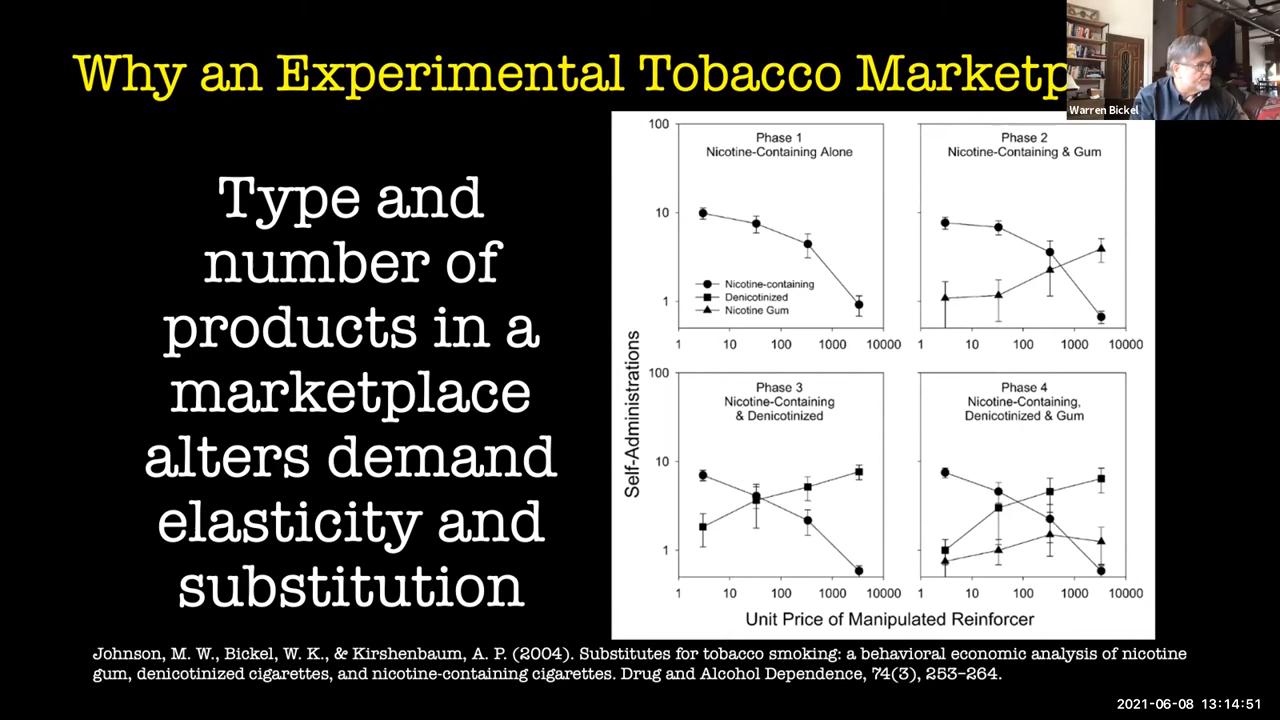 Why an Experimental Tobacco Marketp
Warren Bickel
Type and
number of
products in a
marketplace
alters demand
elasticity and
substitution
Self-Administrations
Phase 1
Nicotine-Containing Alone
100
10
1
Nicotine-containing
Denicotinized
Nicotine Gum
1 10 100 1000 10000
Phase 2
Nicotine-Containing & Gum
1 10 100 1000 10000
Phase 3
Nicotine-Containing
& Denicotinized
100
10
1
1 10 100 1000 10000
Phase 4
Nicotine-Containing,
Denicotinized & Gum
1 10 100 1000 10000
Unit Price of Manipulated Reinforcer
Johnson, M. W., Bickel, W. K., & Kirshenbaum, A. P. (2004). Substitutes for tobacco smoking: a behavioral economic analysis of nicotine
gum, denicotinized cigarettes, and nicotine-containing cigarettes. Drug and Alcohol Dependence, 74(3), 253–264.
2021-06-08 13:14:51